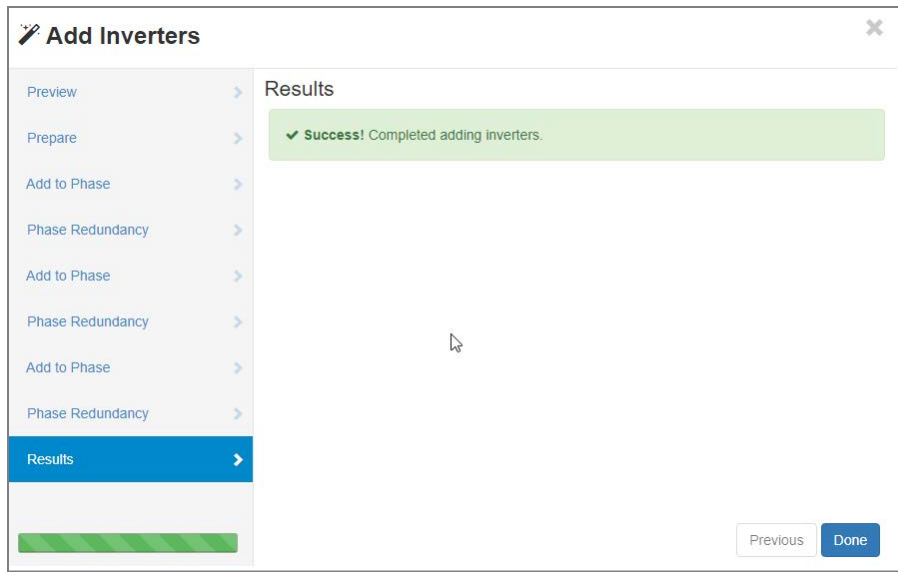 Add Inverters
Preview
Prepare
Add to Phase
Phase Redundancy
Add to Phase
Phase Redundancy
Add to Phase
Phase Redundancy
Results
Results
Success! Completed adding inverters.
Previous
Done